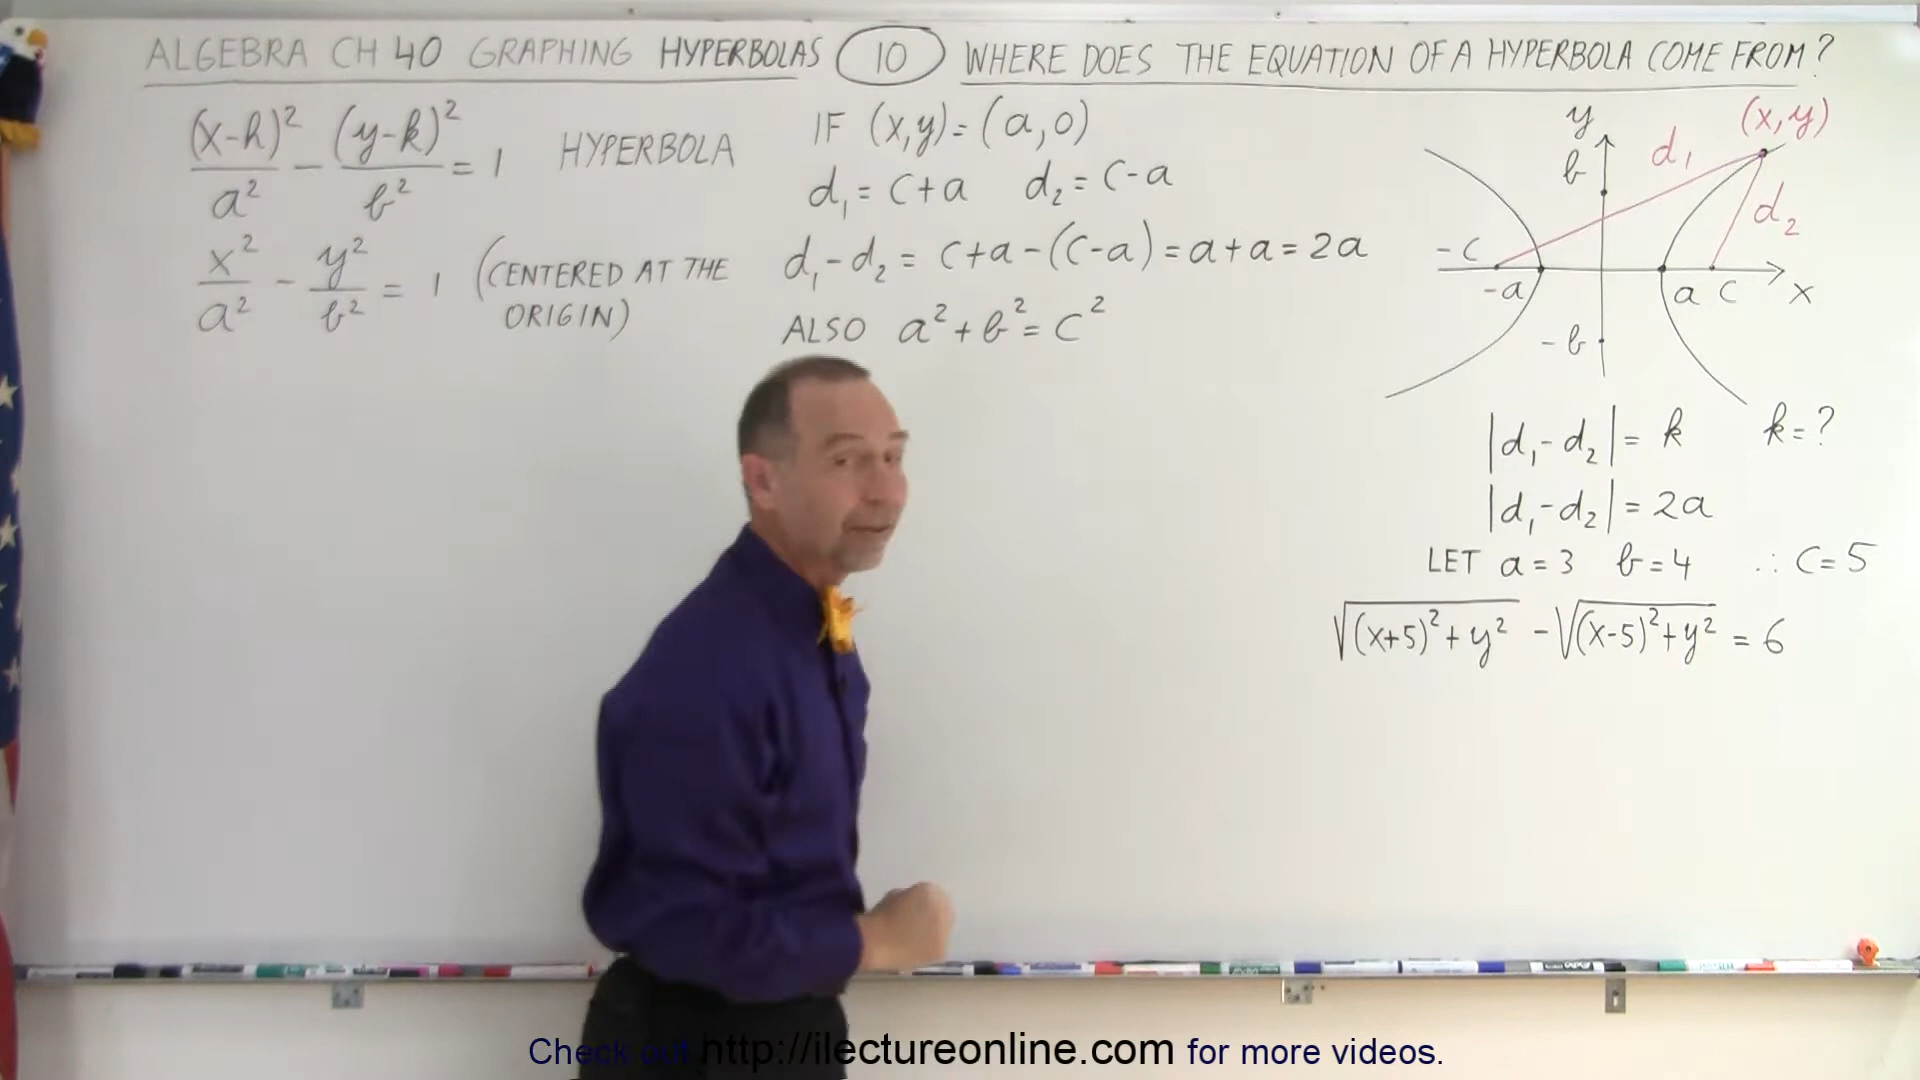 ALGEBRA CH 40 GRAPHING HYPERBOLAS (10) WHERE DOES THE EQUATION OF A HYPERBOLA COME FROM?
(x-h)²/a² - (y-k)²/b² = 1 HYPERBOLA
x²/a² - y²/b² = 1 (CENTERED AT THE
ORIGIN)
IF (x,y)=(a,0)
d₁ = c+a d₂ = c-a
d₁-d₂ = c+a-(c-a)=a+a=2a
ALSO a²+b²=c²
y
(x,y)
b
d₁
d₂
-c
-a
a c x
-b
|d₁-d₂|= k k=?
|d₁-d₂|=2a
LET a=3 b=4 ∴ c=5
√((x+5)²+y²) - √((x-5)²+y²) = 6
Check out http://ilectureonline.com for more videos.